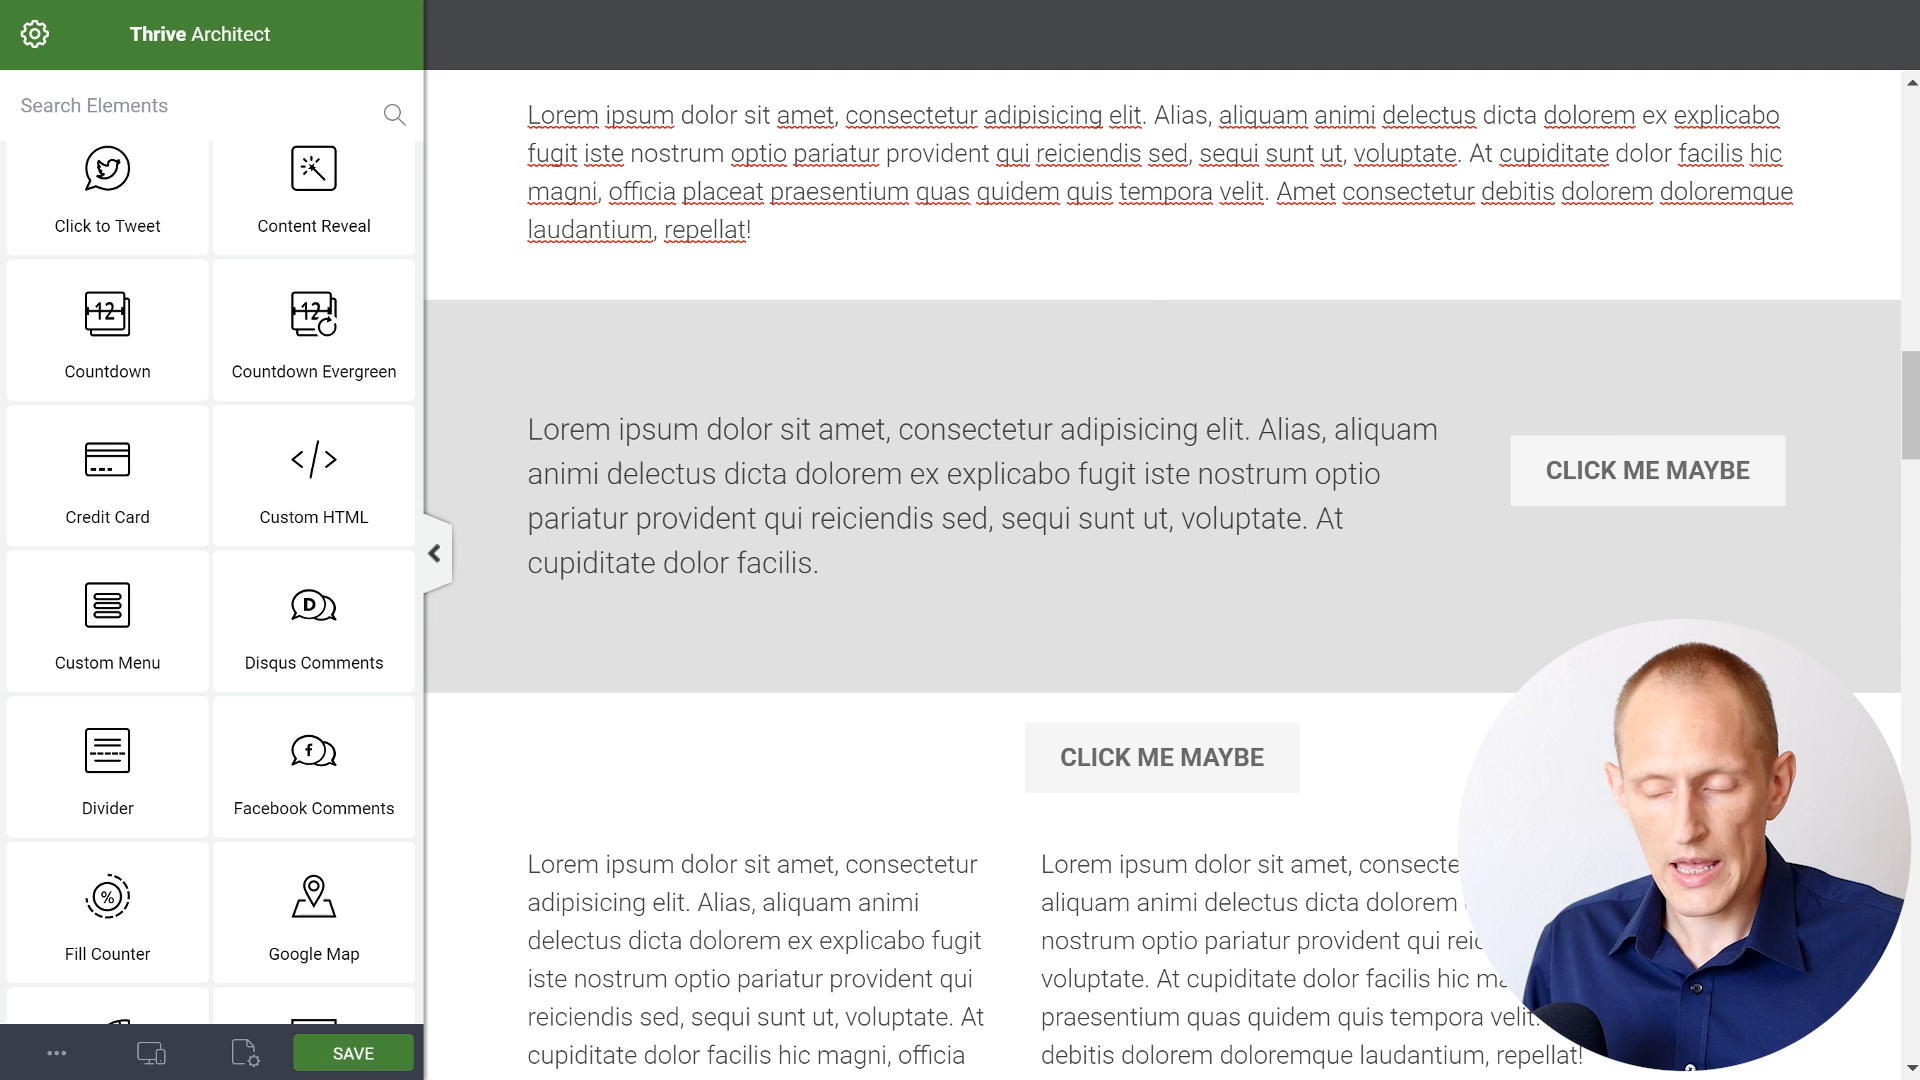 Thrive Architect
Search Elements
Click to Tweet
Content Reveal
12
Countdown
12
Countdown Evergreen
Credit Card
</>
Custom HTML
Custom Menu
D
Disqus Comments
Divider
f
Facebook Comments
%
Fill Counter
Google Map
SAVE
Lorem ipsum dolor sit amet, consectetur adipisicing elit. Alias, aliquam animi delectus dicta dolorem ex explicabo
fugit iste nostrum optio pariatur provident qui reiciendis sed, sequi sunt ut, voluptate. At cupiditate dolor facilis hic
magni, officia placeat praesentium quas quidem quis tempora velit. Amet consectetur debitis dolorem doloremque
laudantium, repellat!
Lorem ipsum dolor sit amet, consectetur adipisicing elit. Alias, aliquam
animi delectus dicta dolorem ex explicabo fugit iste nostrum optio
pariatur provident qui reiciendis sed, sequi sunt ut, voluptate. At
cupiditate dolor facilis.
CLICK ME MAYBE
CLICK ME MAYBE
Lorem ipsum dolor sit amet, consectetur
adipisicing elit. Alias, aliquam animi
delectus dicta dolorem ex explicabo fugit
iste nostrum optio pariatur provident qui
reiciendis sed, sequi sunt ut, voluptate. At
cupiditate dolor facilis hic magni, officia
Lorem ipsum dolor sit amet, consecte
aliquam animi delectus dicta dolorem
nostrum optio pariatur provident qui reic
voluptate. At cupiditate dolor facilis hic ma
praesentium quas quidem quis tempora velit.
debitis dolorem doloremque laudantium, repellat!